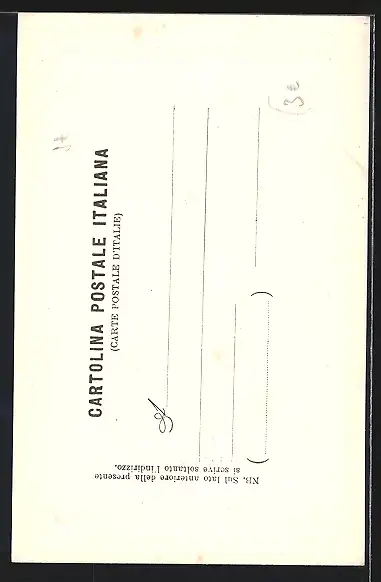 CARTOLINA POSTALE ITALIANA
(CARTE POSTALE D'ITALIE)
A
( )
NB. Sul lato anteriore della presente
si scrive soltanto l'indirizzo.